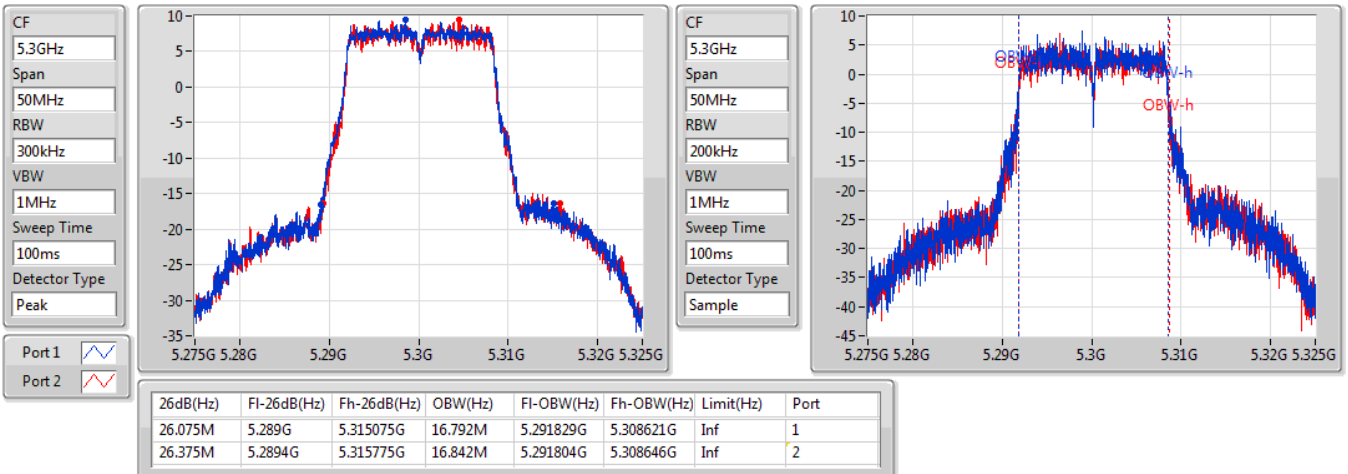 CF
5.3GHz
Span
50MHz
RBW
300kHz
VBW
1MHz
Sweep Time
100ms
Detector Type
Peak
Port 1
Port 2
10-
5-
0-
-5-
-10-
-15-
-20-
-25-
-30-
-35-
5.275G 5.28G 5.29G 5.3G 5.31G 5.32G 5.325G
CF
5.3GHz
Span
50MHz
RBW
200kHz
VBW
1MHz
Sweep Time
100ms
Detector Type
Sample
10-
5-
0-
-5-
-10-
-15-
-20-
-25-
-30-
-35-
-40-
-45-
OBW-h
OBW-h
5.275G 5.28G 5.29G 5.3G 5.31G 5.32G 5.325G
26dB(Hz) Fl-26dB(Hz) Fh-26dB(Hz) OBW(Hz) Fl-OBW(Hz) Fh-OBW(Hz) Limit(Hz) Port
26.075M 5.289G 5.315075G 16.792M 5.291829G 5.308621G Inf 1
26.375M 5.2894G 5.315775G 16.842M 5.291804G 5.308646G Inf 2